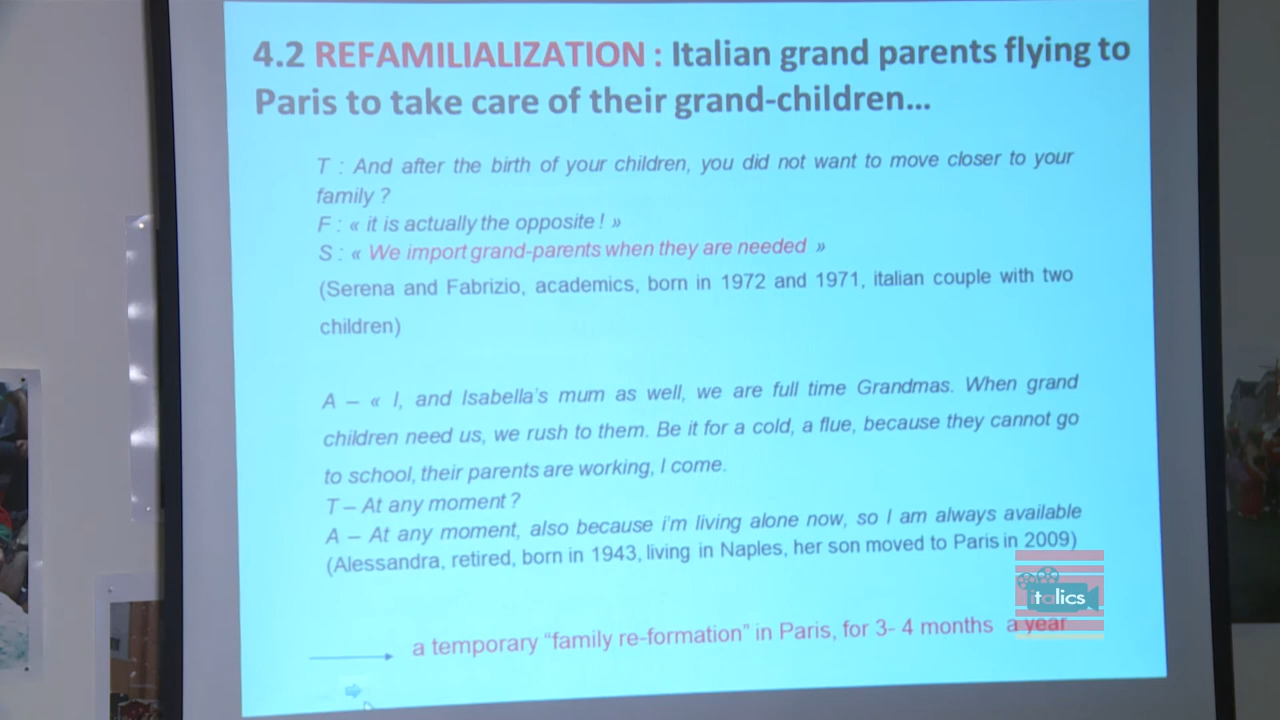 4.2 REFAMILIALIZATION : Italian grand parents flying to
Paris to take care of their grand-children...
T : And after the birth of your children, you did not want to move closer to your
family ?
F : « it is actually the opposite ! »
S : « We import grand-parents when they are needed »
(Serena and Fabrizio, academics, born in 1972 and 1971, italian couple with two
children)
A – « I, and Isabella's mum as well, we are full time Grandmas. When grand
children need us, we rush to them. Be it for a cold, a flue, because they cannot go
to school, their parents are working, I come.
T – At any moment ?
A – At any moment, also because i'm living alone now, so I am always available
(Alessandra, retired, born in 1943, living in Naples, her son moved to Paris in 2009)
italics
a temporary “family re-formation” in Paris, for 3- 4 months a year